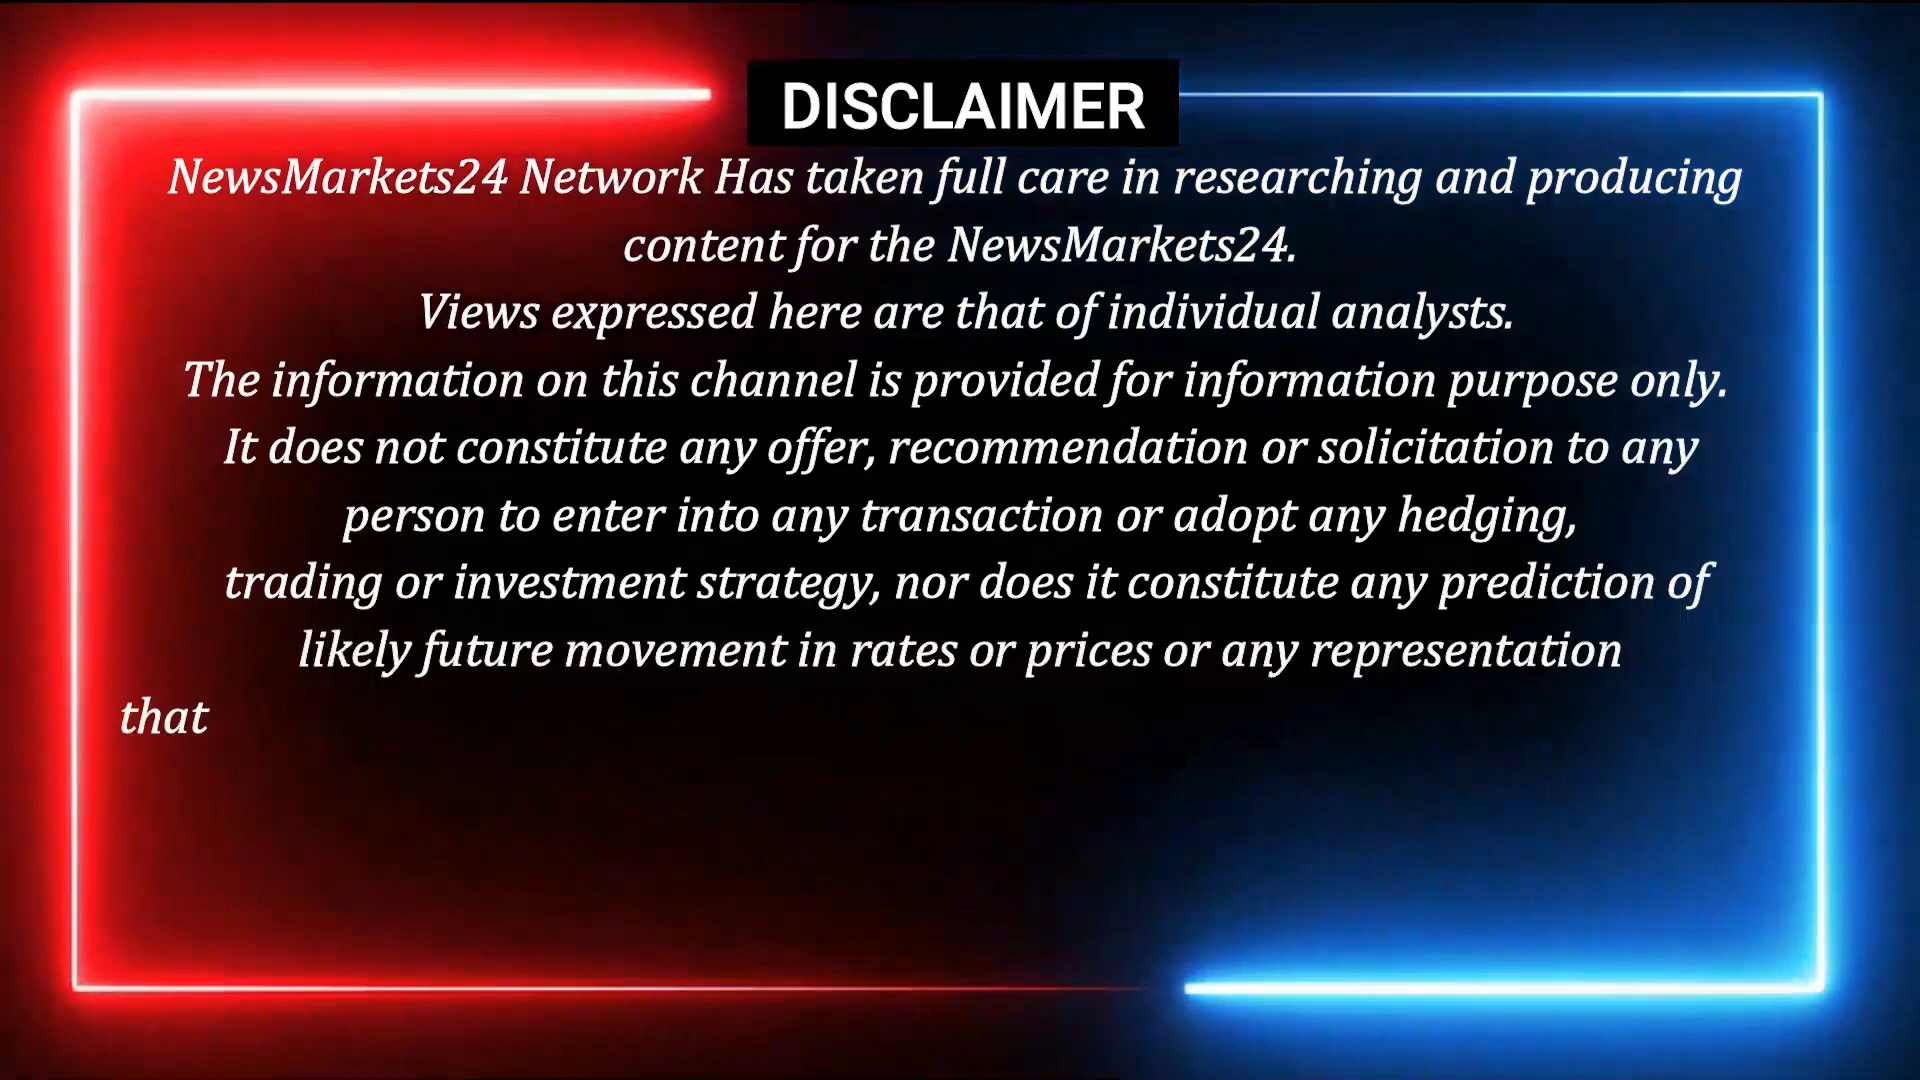 DISCLAIMER
NewsMarkets24 Network Has taken full care in researching and producing
content for the NewsMarkets24.
Views expressed here are that of individual analysts.
The information on this channel is provided for information purpose only.
It does not constitute any offer, recommendation or solicitation to any
person to enter into any transaction or adopt any hedging,
trading or investment strategy, nor does it constitute any prediction of
likely future movement in rates or prices or any representation
that